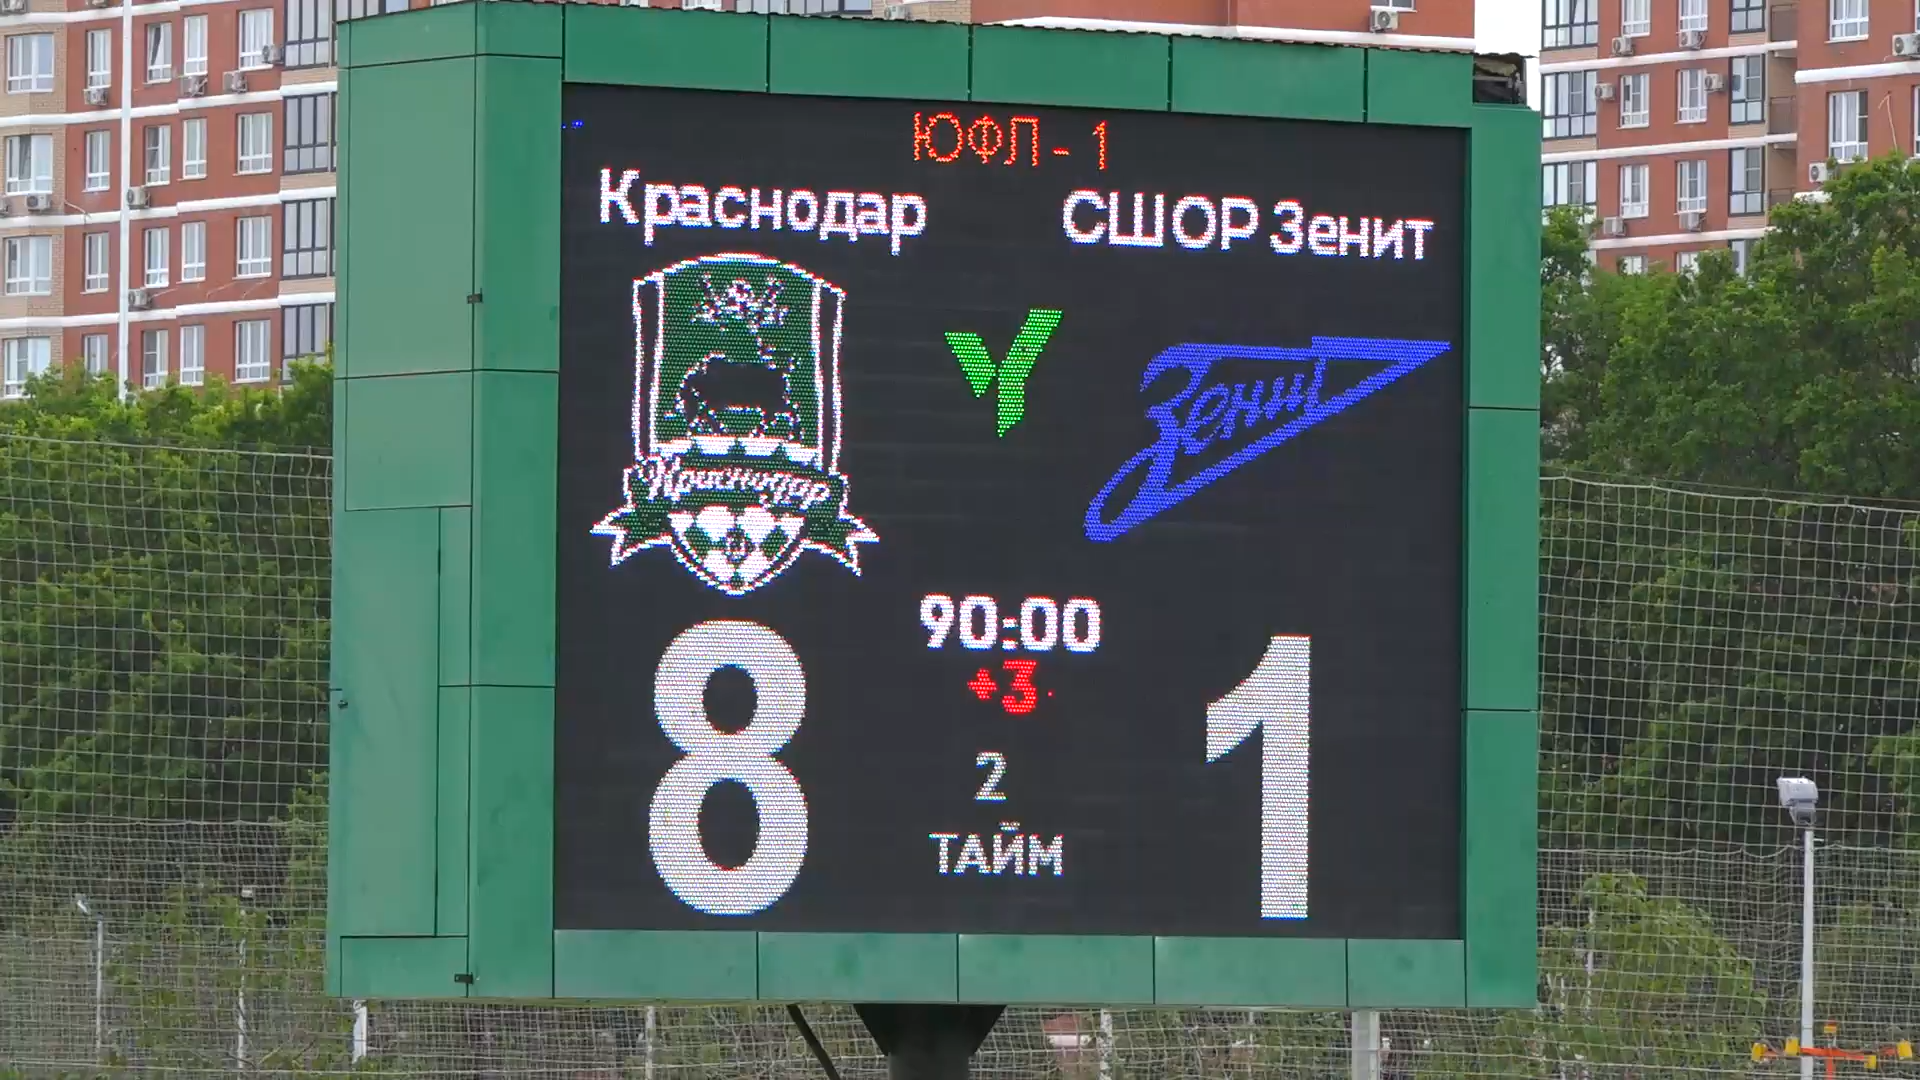 ЮФЛ - 1
Краснодар
СШОР Зенит
Краснодар
Зенит
90:00
+3
8
1
2
ТАЙМ